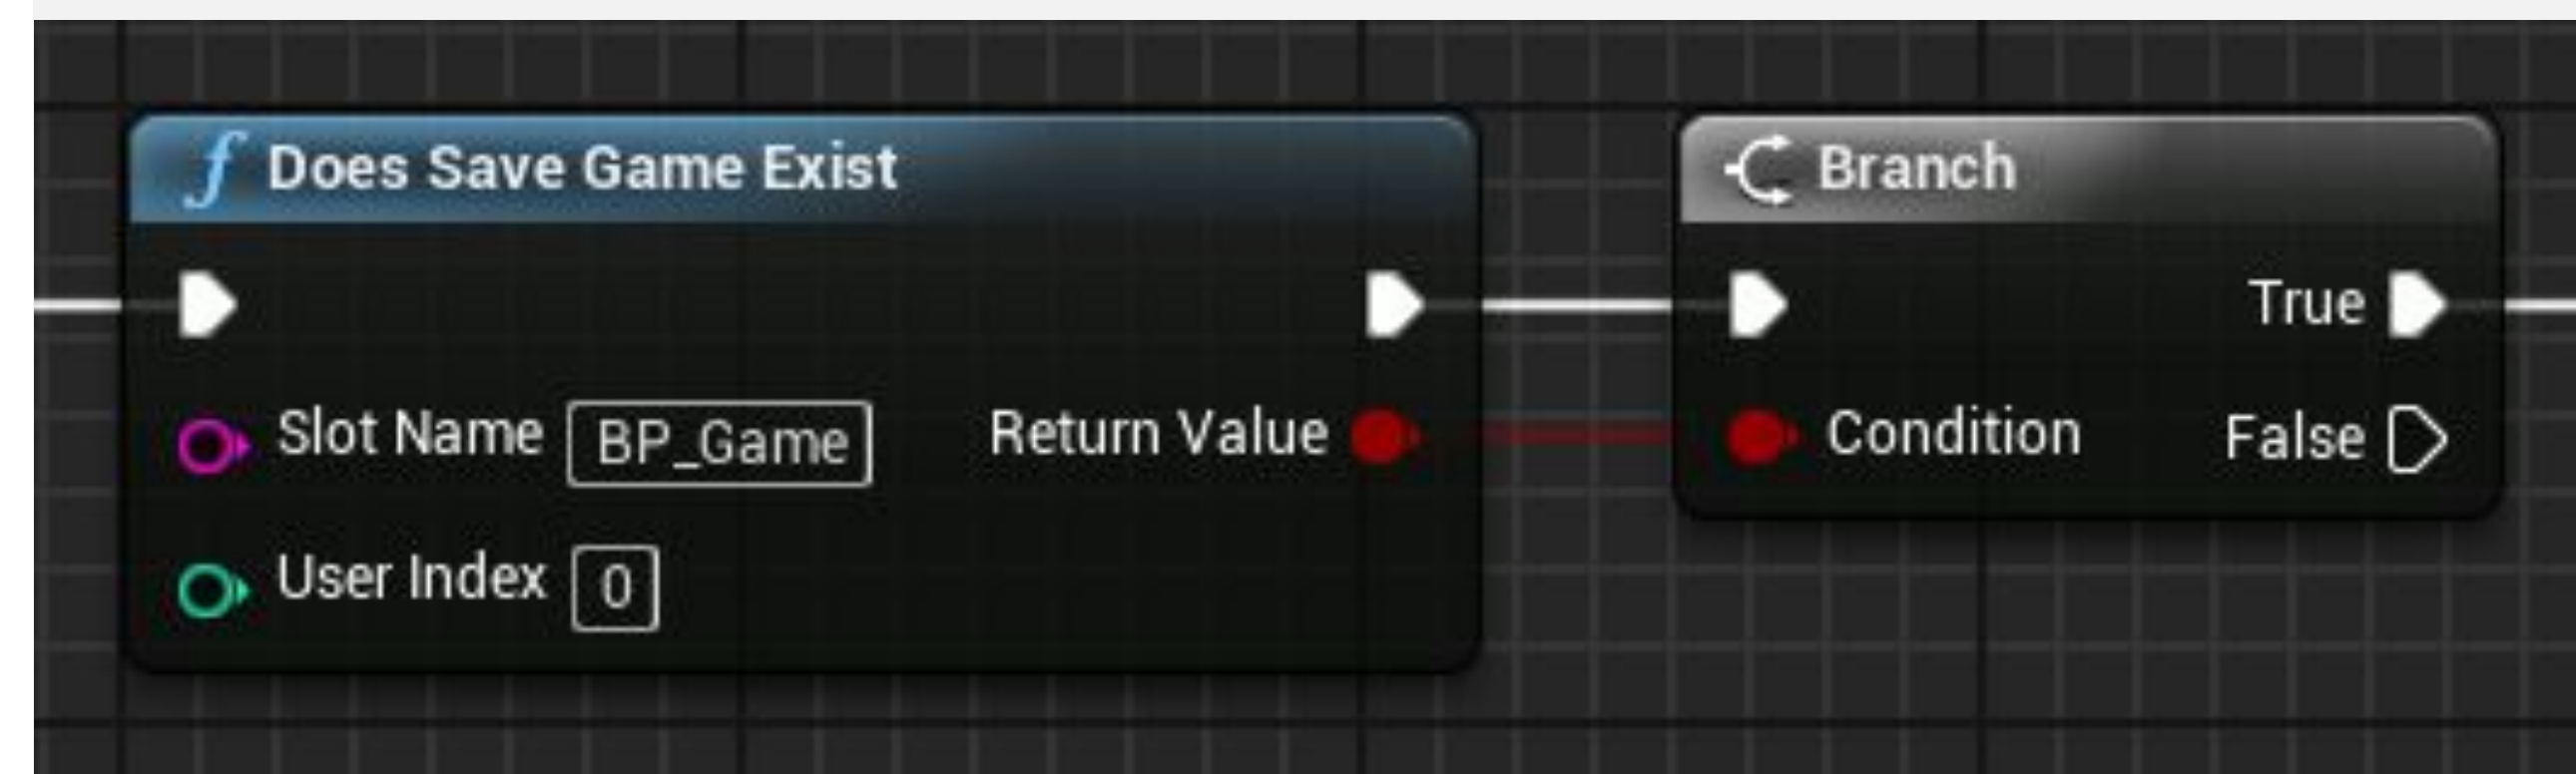 Does Save Game Exist
Slot Name BP_Game
Return Value
User Index 0
Branch
True
Condition
False